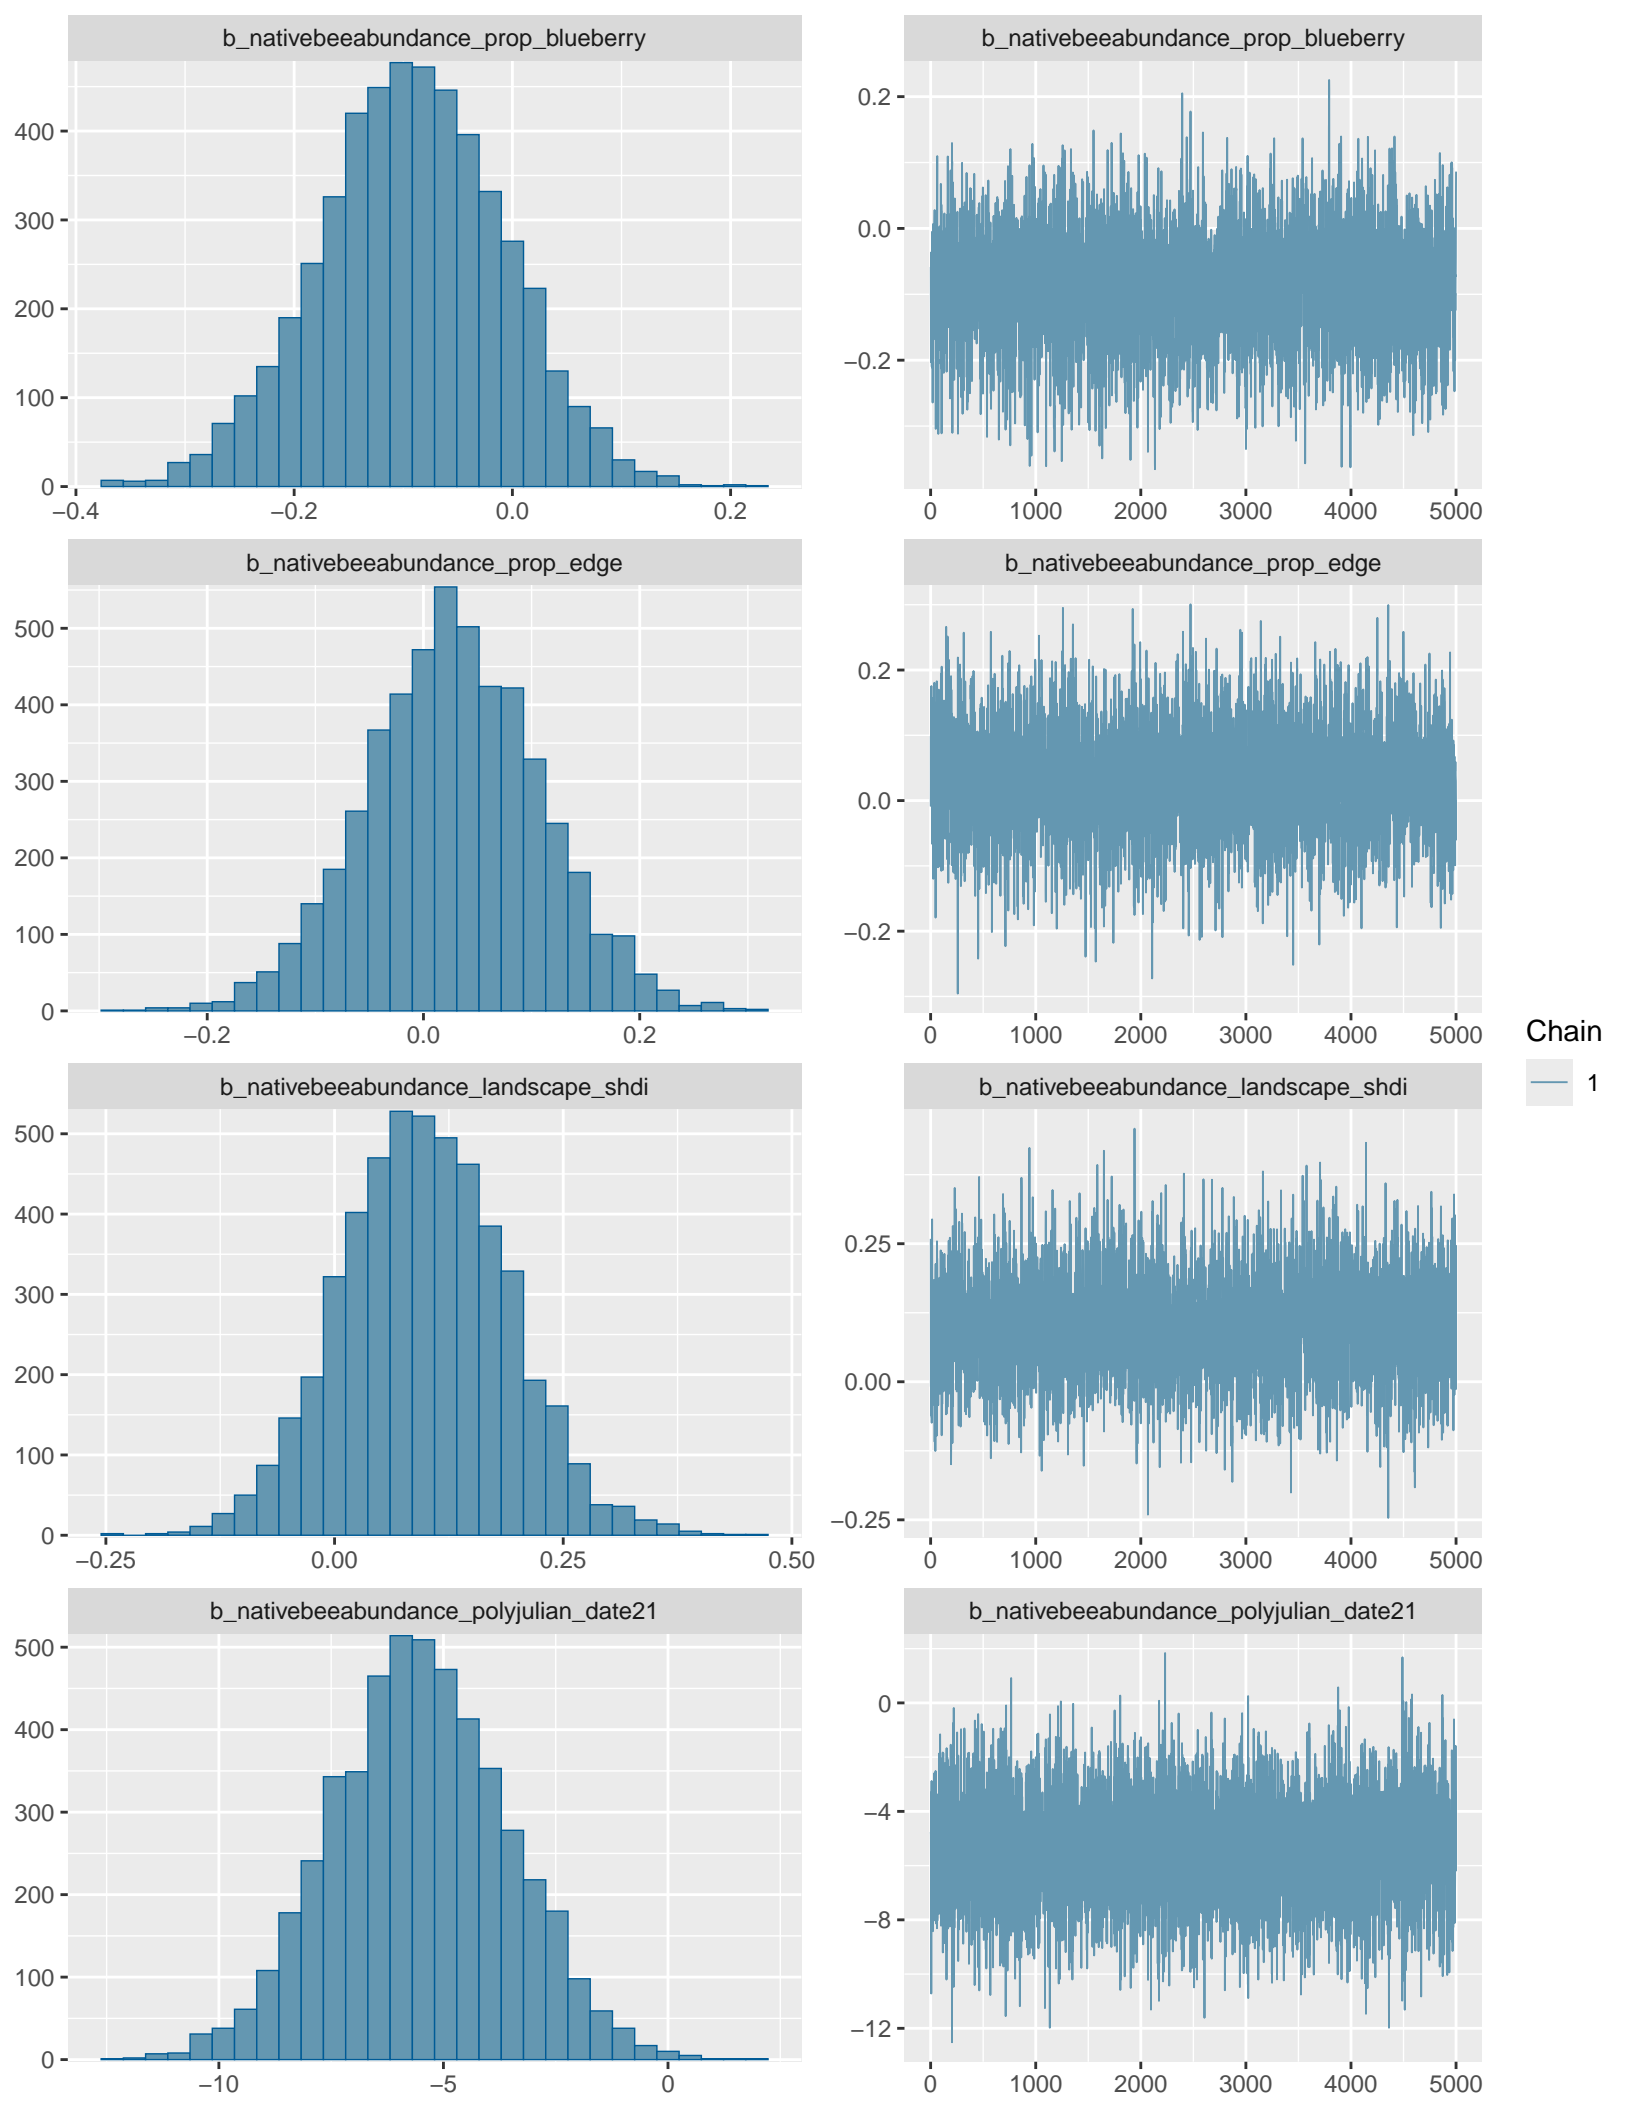 b_nativebeeabundance_prop_blueberry
b_nativebeeabundance_prop_blueberry
400
300
200
100
0
−0.4 −0.2 0.0 0.2
0.2
0.0
−0.2
0 1000 2000 3000 4000 5000
b_nativebeeabundance_prop_edge
b_nativebeeabundance_prop_edge
500
400
300
200
100
0
−0.2 0.0 0.2
0.2
0.0
−0.2
0 1000 2000 3000 4000 5000
Chain
1
b_nativebeeabundance_landscape_shdi
b_nativebeeabundance_landscape_shdi
500
400
300
200
100
0
−0.25 0.00 0.25 0.50
0.25
0.00
−0.25
0 1000 2000 3000 4000 5000
b_nativebeeabundance_polyjulian_date21
b_nativebeeabundance_polyjulian_date21
500
400
300
200
100
0
−10 −5 0
0
−4
−8
−12
0 1000 2000 3000 4000 5000